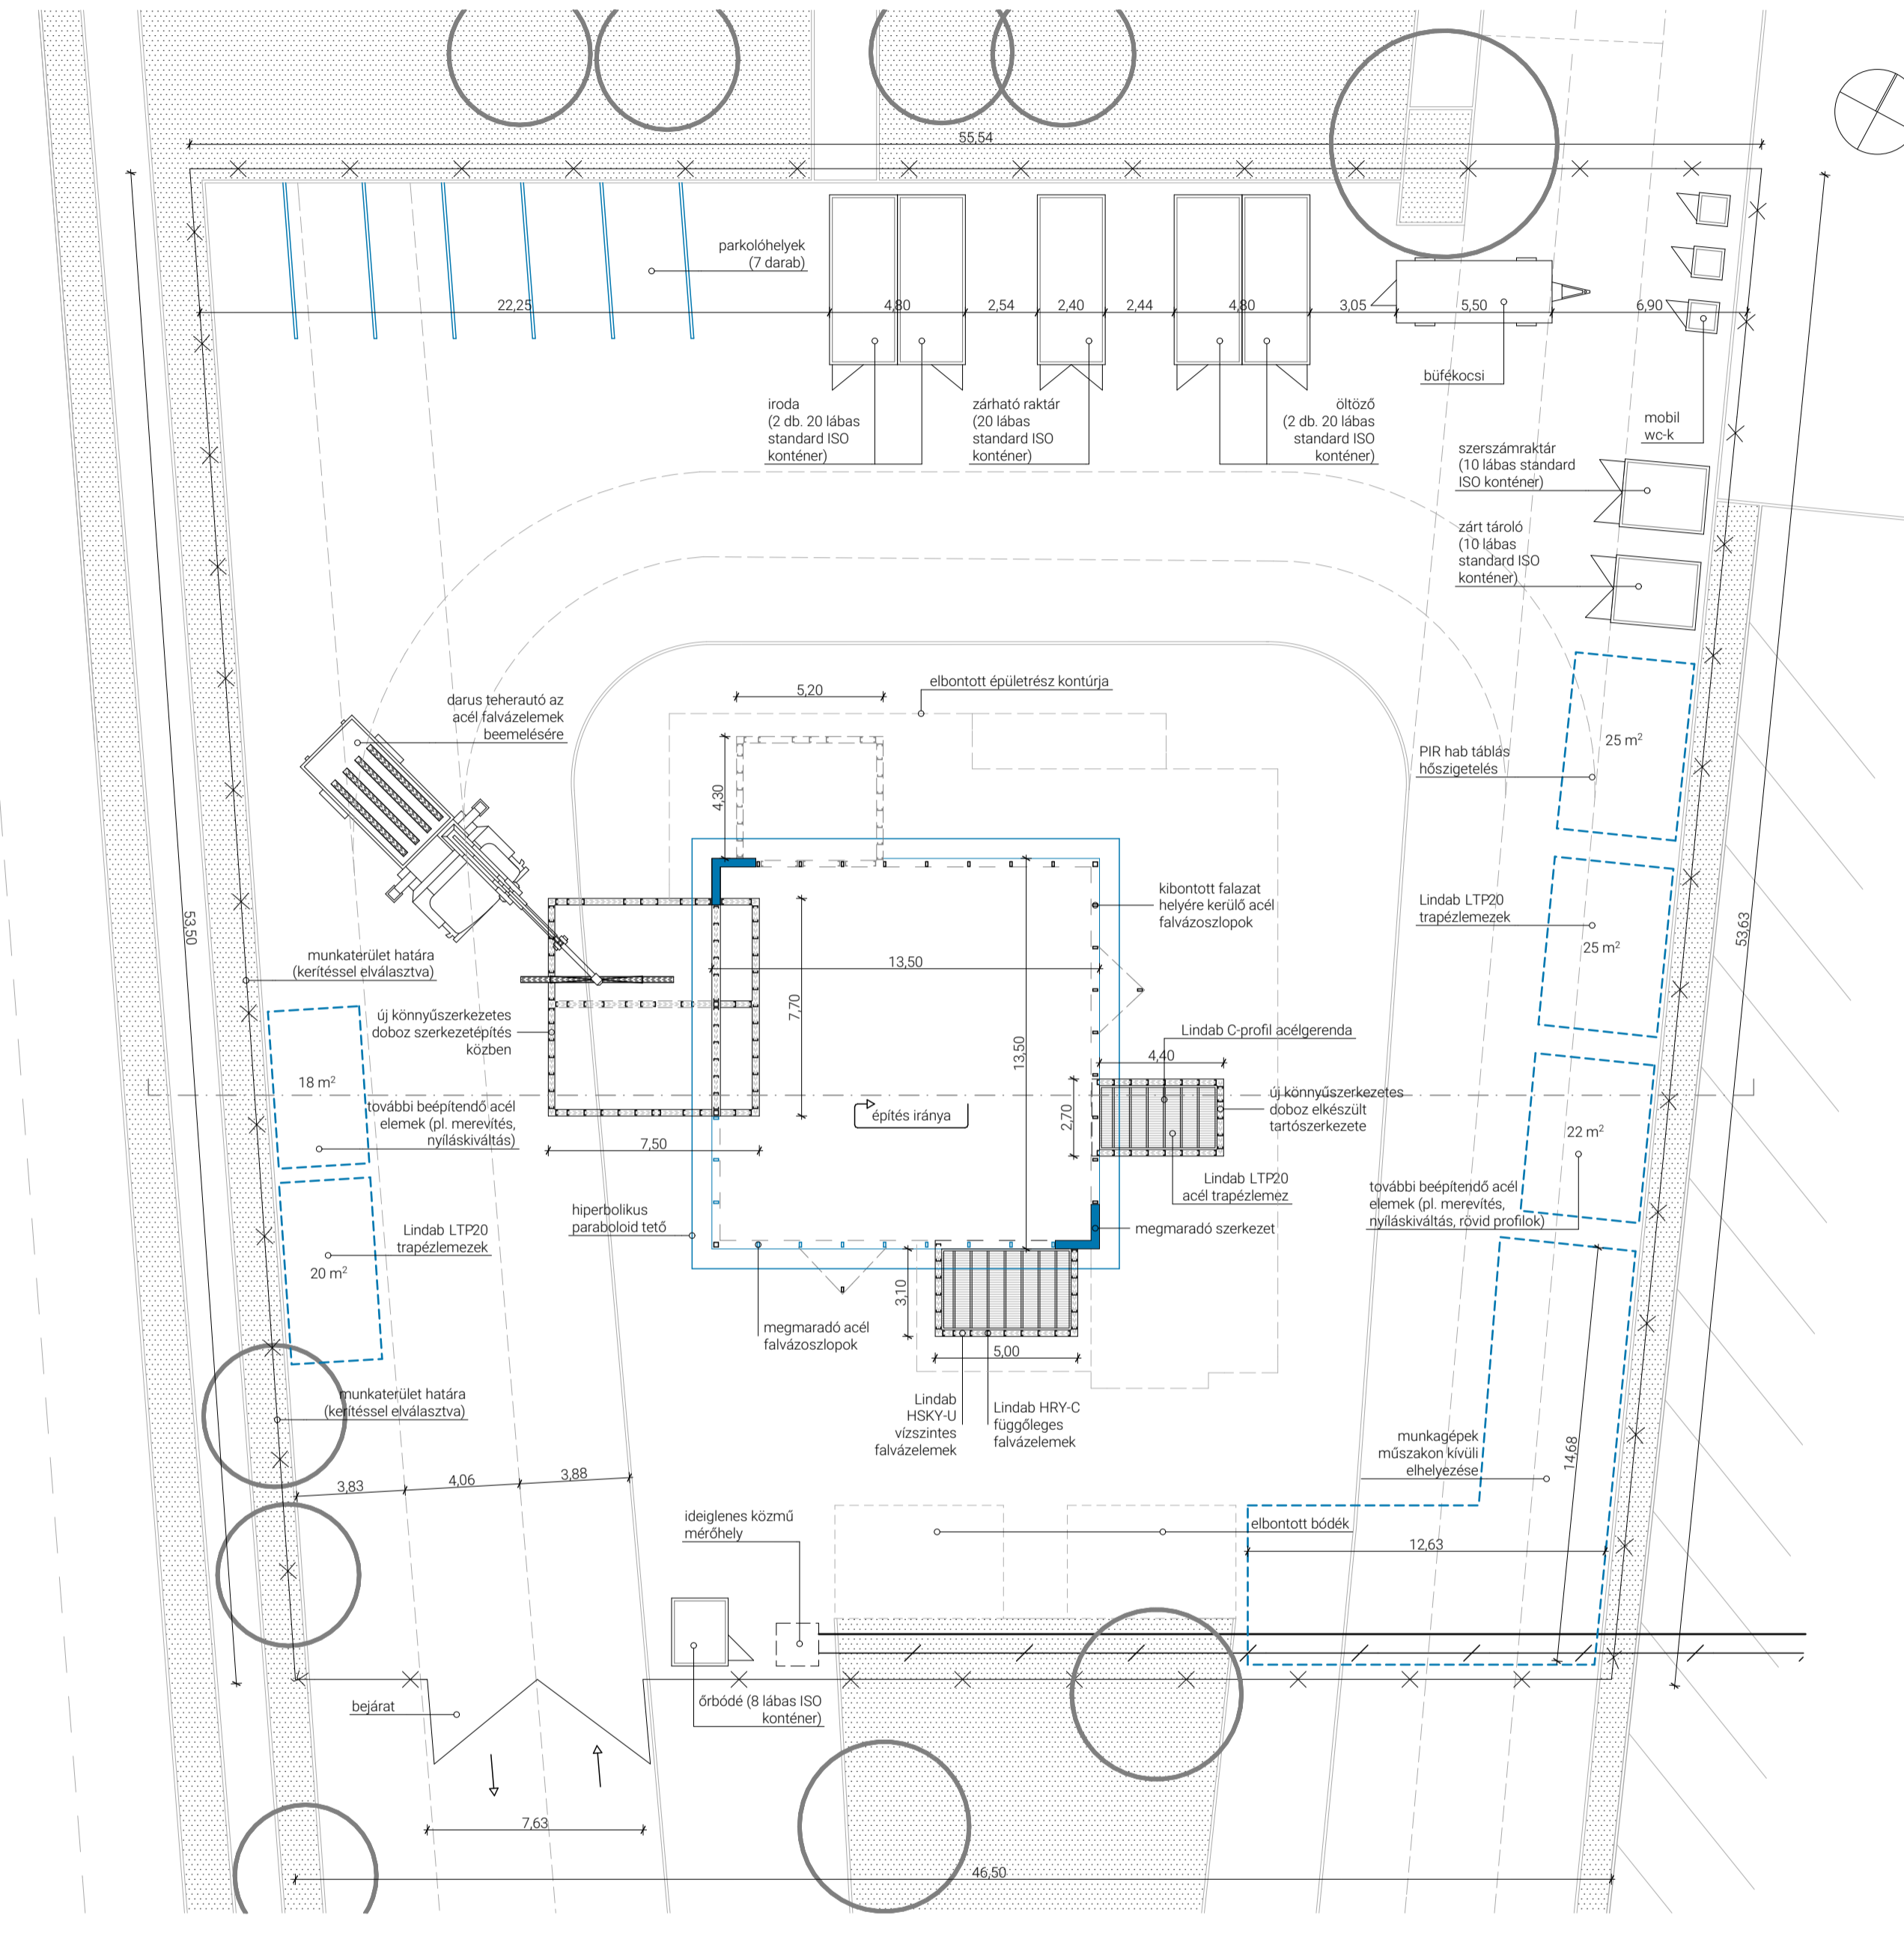 55,54
parkolóhelyek
(7 darab)
22,25
4,80
2,54
2,40
2,44
4,80
3,05
5,50
6,90
büfékocsi
iroda
(2 db. 20 lábas
standard ISO
konténer)
zárható raktár
(20 lábas
standard ISO
konténer)
öltöző
(2 db. 20 lábas
standard ISO
konténer)
mobil
wc-k
szerszámraktár
(10 lábas standard
ISO konténer)
zárt tároló
(10 lábas
standard ISO
konténer)
elbontott épületrész kontúrja
5,20
darus teherautó az
acél falvázelemek
beemelésére
4,30
25 m²
PIR hab táblás
hőszigetelés
kibontott falazat
helyére kerülő acél
falvázoszlopok
Lindab LTP20
trapézlemezek
25 m²
53,50
53,63
munkaterület határa
(kerítéssel elválasztva)
13,50
7,70
új könnyűszerkezetes
doboz szerkezetépítés
közben
13,50
Lindab C-profil acélgerenda
4,40
18 m²
további beépítendő acél
elemek (pl. merevítés,
nyíláskiváltás)
építés iránya
2,70
új könnyűszerkezetes
doboz elkészült
tartószerkezete
22 m²
7,50
Lindab LTP20
acél trapézlemez
további beépítendő acél
elemek (pl. merevítés,
nyíláskiváltás, rövid profilok)
hiperbolikus
paraboloid tető
megmaradó szerkezet
Lindab LTP20
trapézlemezek
20 m²
3,10
megmaradó acél
falvázoszlopok
5,00
munkaterület határa
(kerítéssel elválasztva)
Lindab
HSKY-U
vízszintes
falvázelemek
Lindab HRY-C
függőleges
falvázelemek
munkagépek
műszakon kívüli
elhelyezése
14,68
3,83
4,06
3,88
ideiglenes közmű
mérőhely
elbontott bódék
12,63
bejárat
őrbódé (8 lábas ISO
konténer)
7,63
46,50